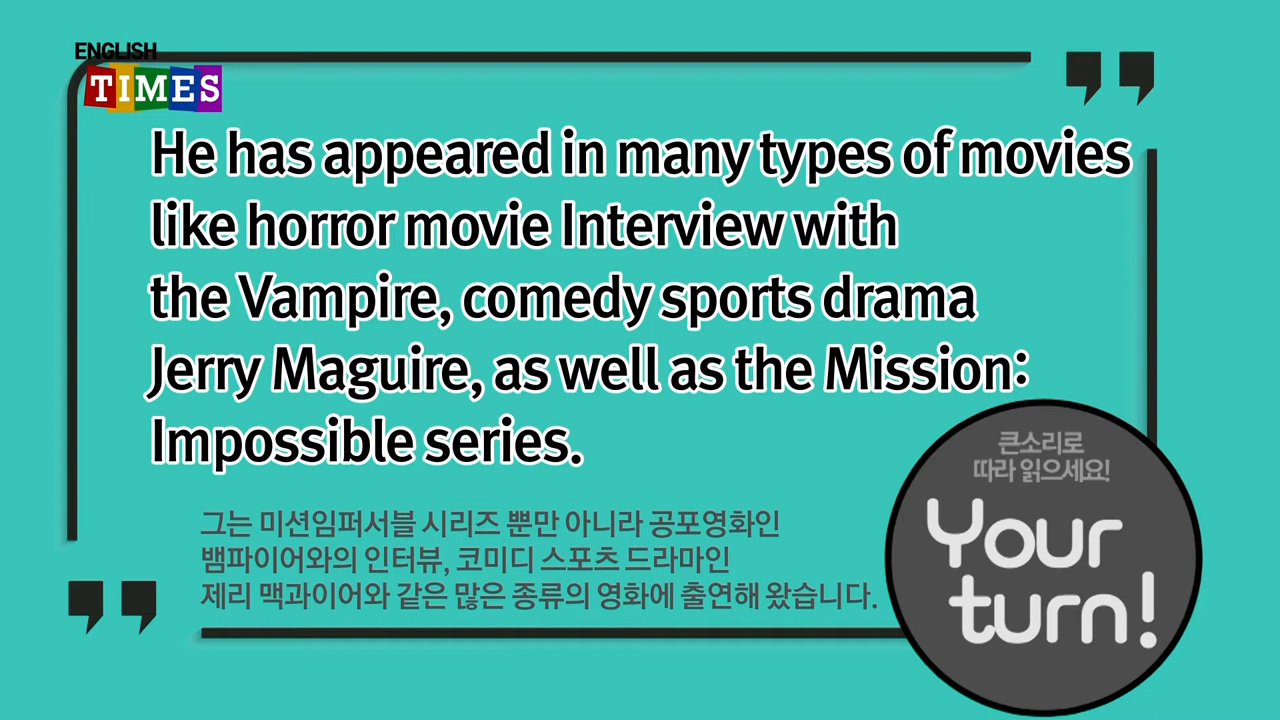 ENGLISH
TIMES
He has appeared in many types of movies
like horror movie Interview with
the Vampire, comedy sports drama
Jerry Maguire, as well as the Mission:
Impossible series.
그는 미션임퍼서블 시리즈 뿐만 아니라 공포영화인
뱀파이어와의 인터뷰, 코미디 스포츠 드라마인
제리 맥과이어와 같은 많은 종류의 영화에 출연해 왔습니다.
큰소리로
따라 읽으세요!
Your
turn!